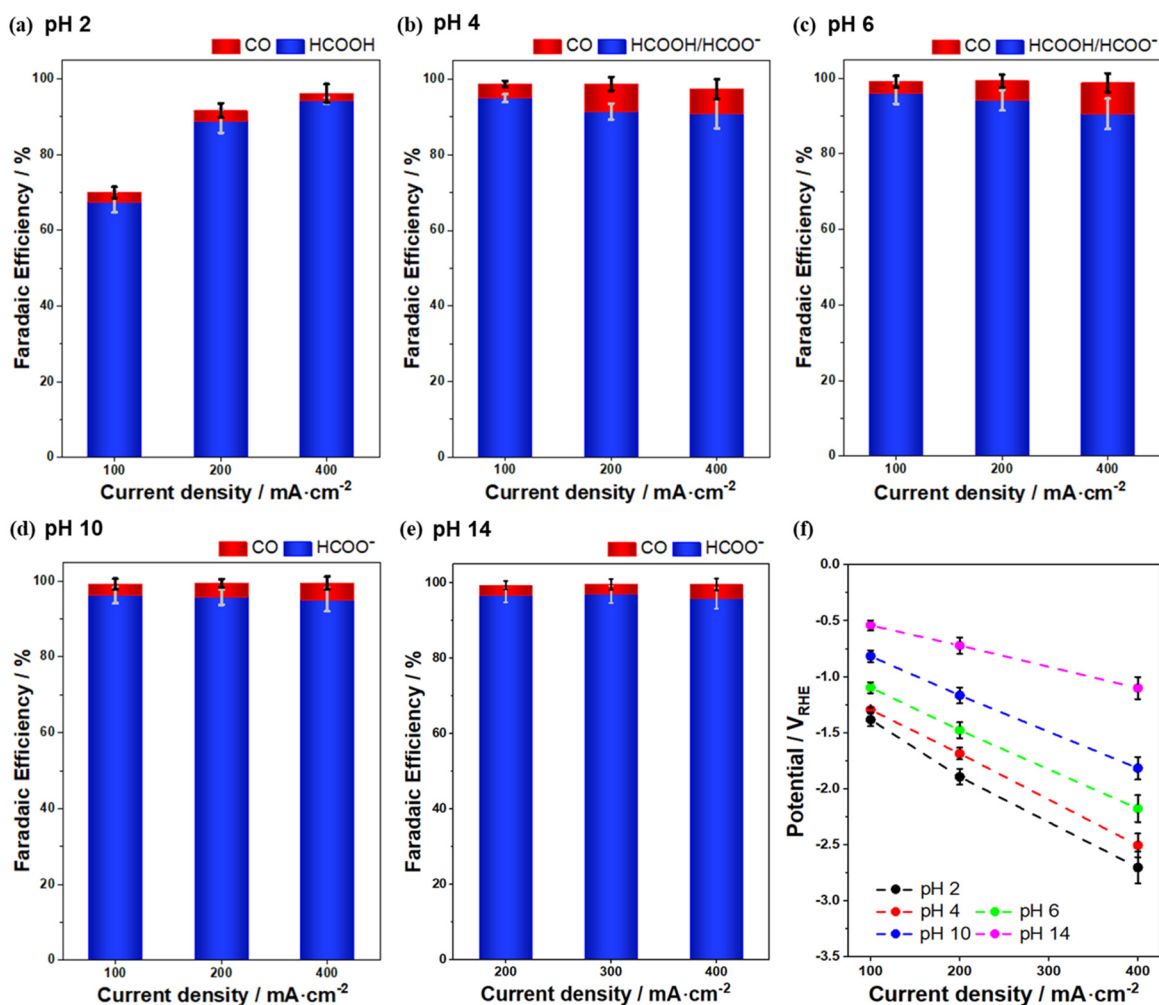 (a) pH 2
CO HCOOH
100
80
60
40
20
0
Faradaic Efficiency / %
100 200 400
Current density / mA·cm⁻²
(b) pH 4
CO HCOOH/HCOO⁻
100
80
60
40
20
0
Faradaic Efficiency / %
100 200 400
Current density / mA·cm⁻²
(c) pH 6
CO HCOOH/HCOO⁻
100
80
60
40
20
0
Faradaic Efficiency / %
100 200 400
Current density / mA·cm⁻²
(d) pH 10
CO HCOO⁻
100
80
60
40
20
0
Faradaic Efficiency / %
100 200 400
Current density / mA·cm⁻²
(e) pH 14
CO HCOO⁻
100
80
60
40
20
0
Faradaic Efficiency / %
200 300 400
Current density / mA·cm⁻²
(f)
0.0
-0.5
-1.0
-1.5
-2.0
-2.5
-3.0
-3.5
Potential / V_RHE
pH 2
pH 4 pH 6
pH 10 pH 14
100 200 300 400
Current density / mA·cm⁻²